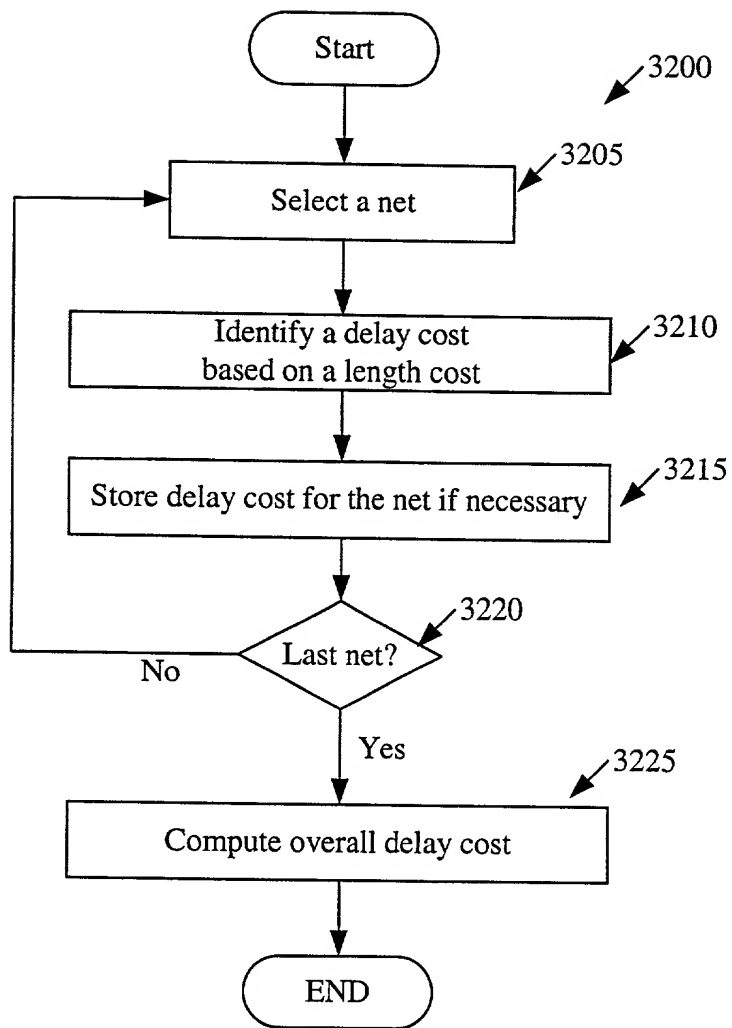 Start
3200
3205
Select a net
3210
Identify a delay cost
based on a length cost
3215
Store delay cost for the net if necessary
3220
Last net?
No
Yes
3225
Compute overall delay cost
END